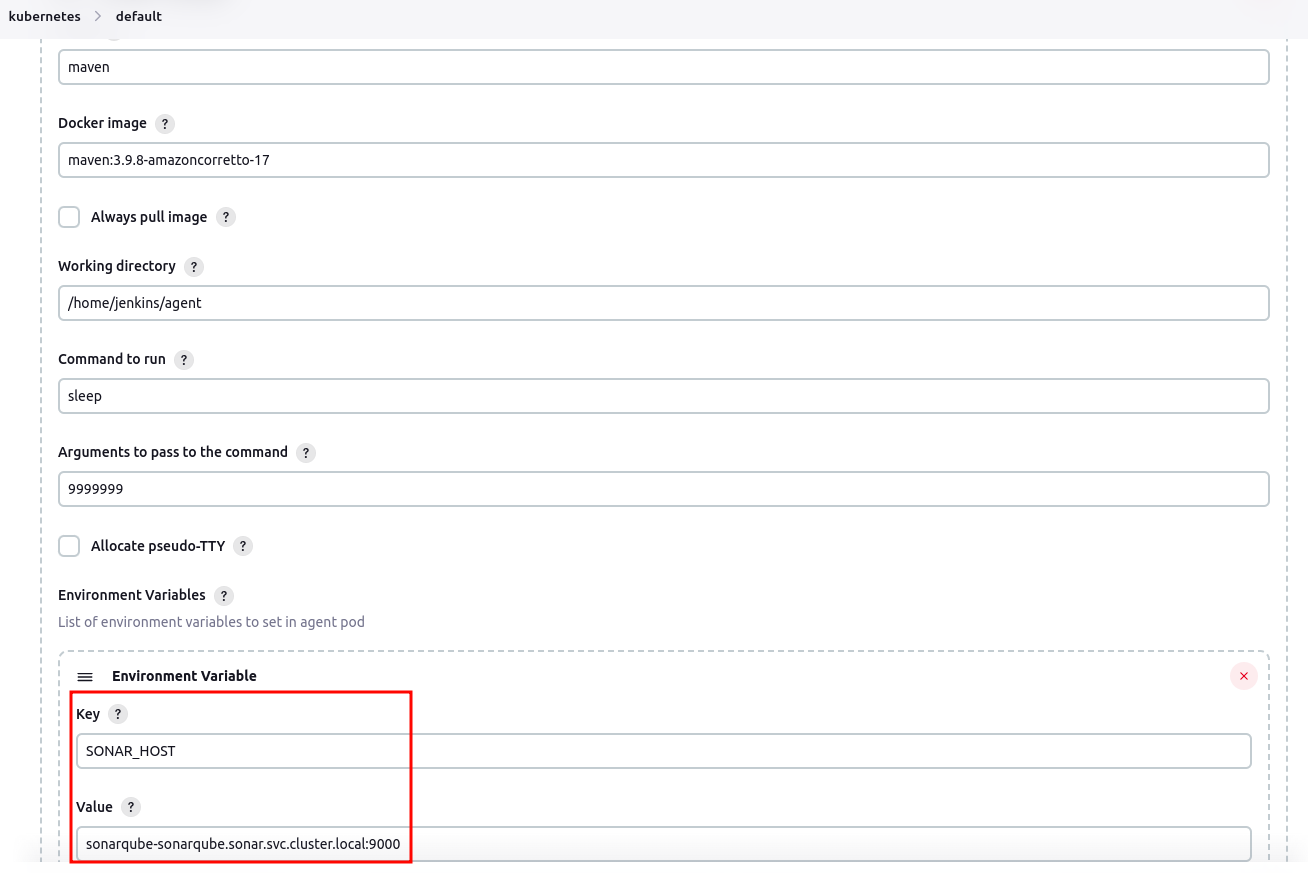 kubernetes > default
maven
Docker image ?
maven:3.9.8-amazoncorretto-17
Always pull image ?
Working directory ?
/home/jenkins/agent
Command to run ?
sleep
Arguments to pass to the command ?
9999999
Allocate pseudo-TTY ?
Environment Variables ?
List of environment variables to set in agent pod
Environment Variable
Key ?
SONAR_HOST
Value ?
sonarqube-sonarqube.sonar.svc.cluster.local:9000